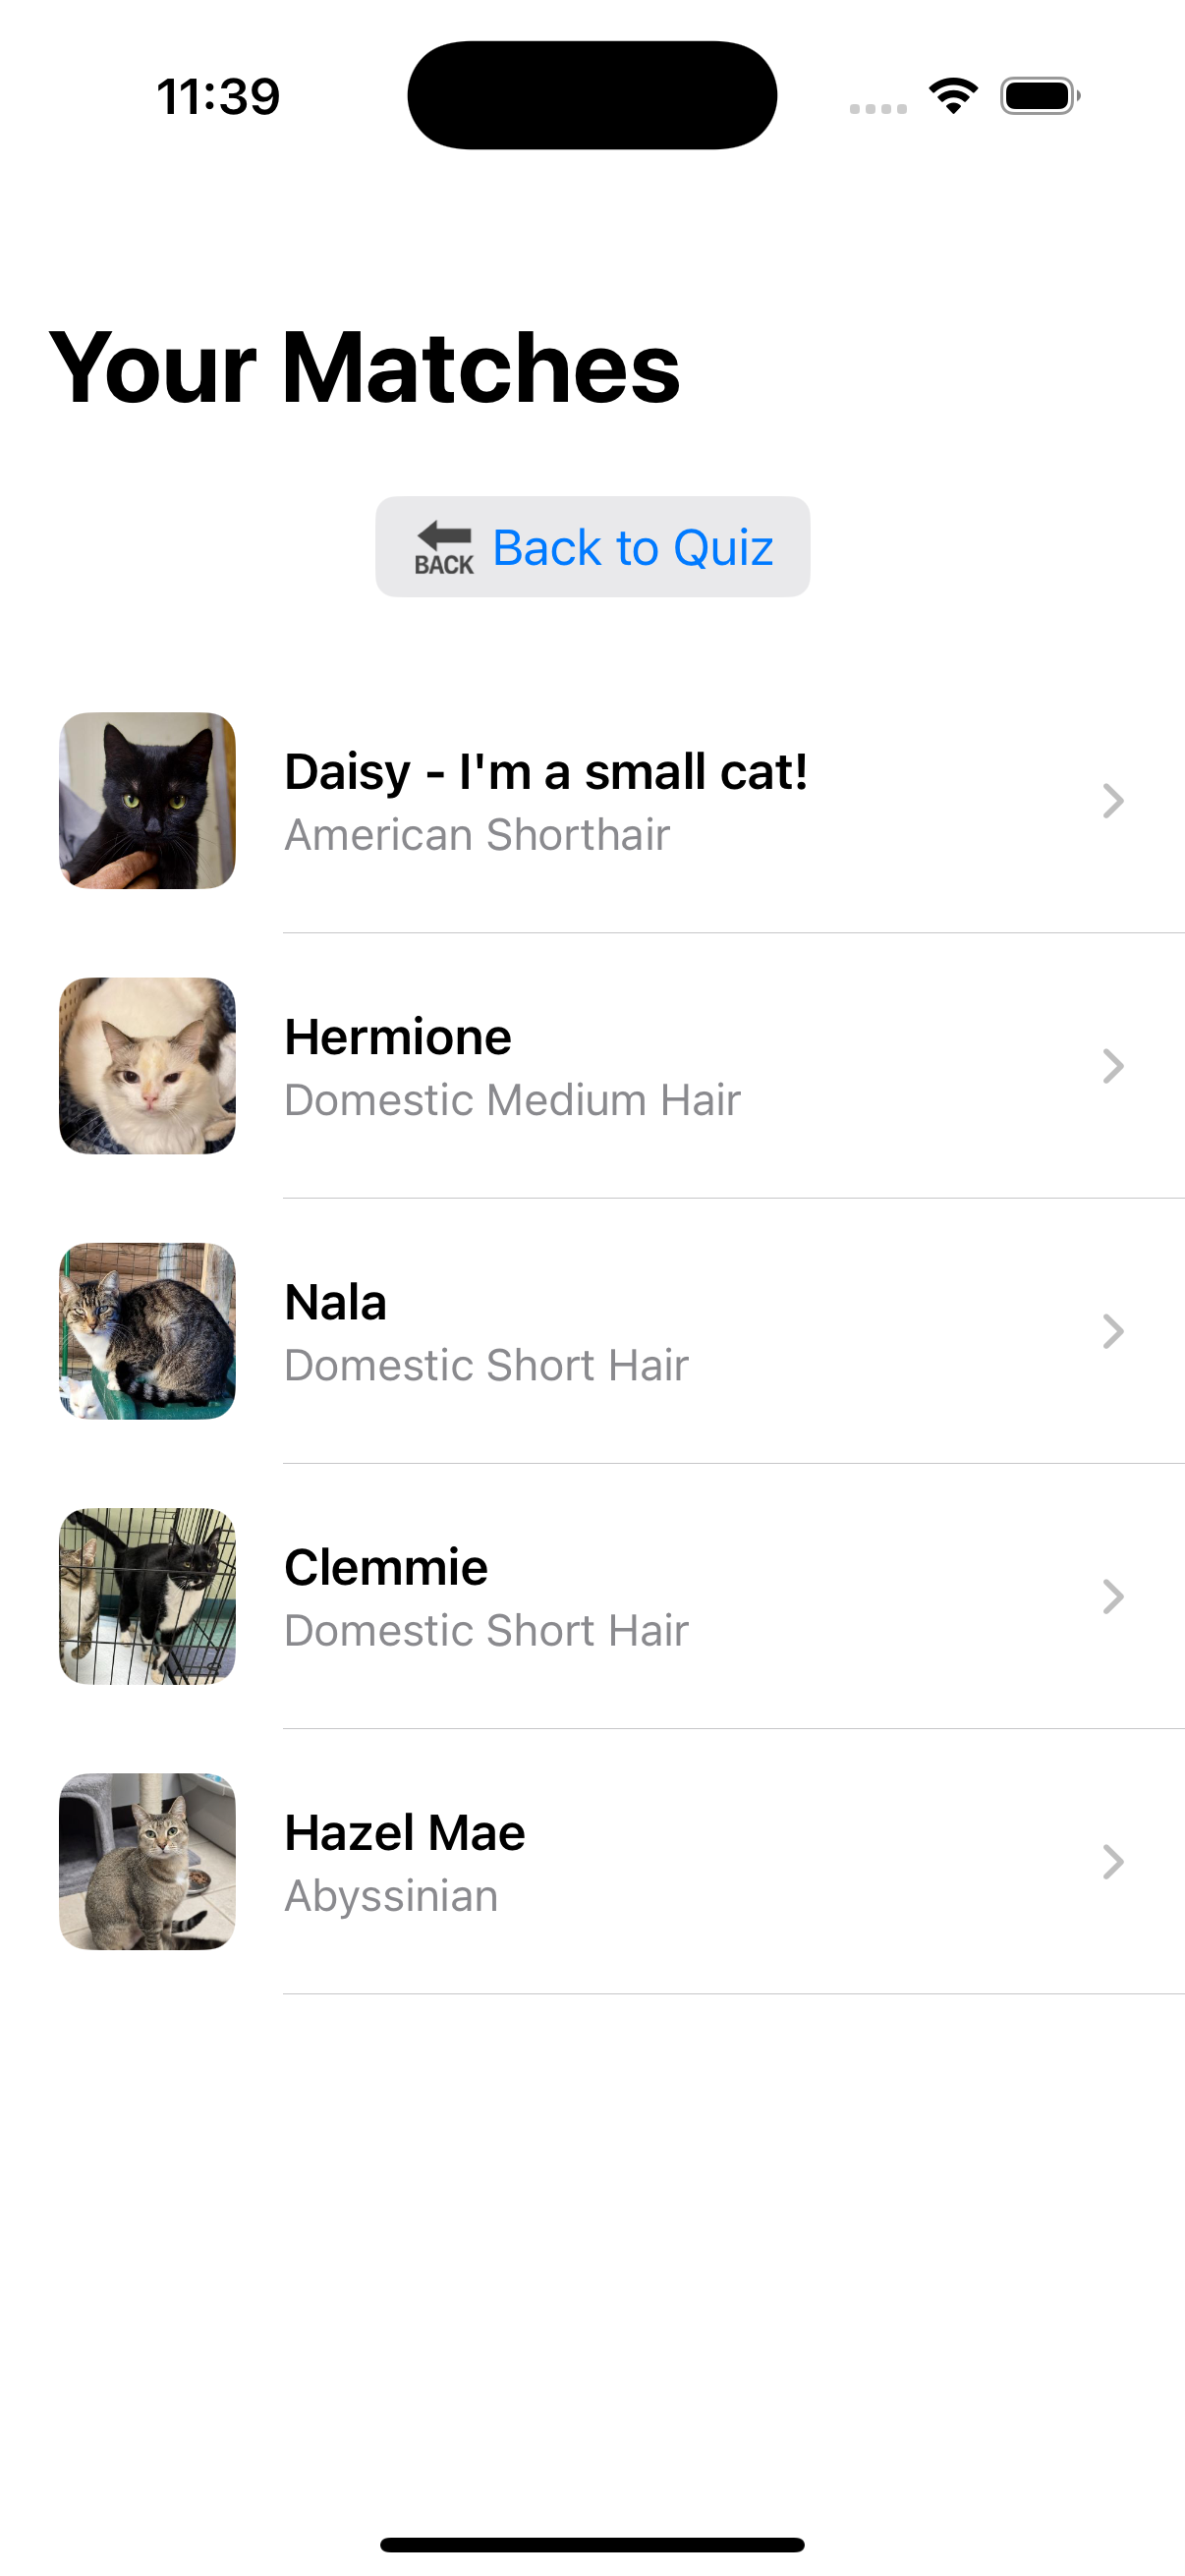 11:39
Your Matches
BACK Back to Quiz
Daisy - I'm a small cat!
American Shorthair
Hermione
Domestic Medium Hair
Nala
Domestic Short Hair
Clemmie
Domestic Short Hair
Hazel Mae
Abyssinian